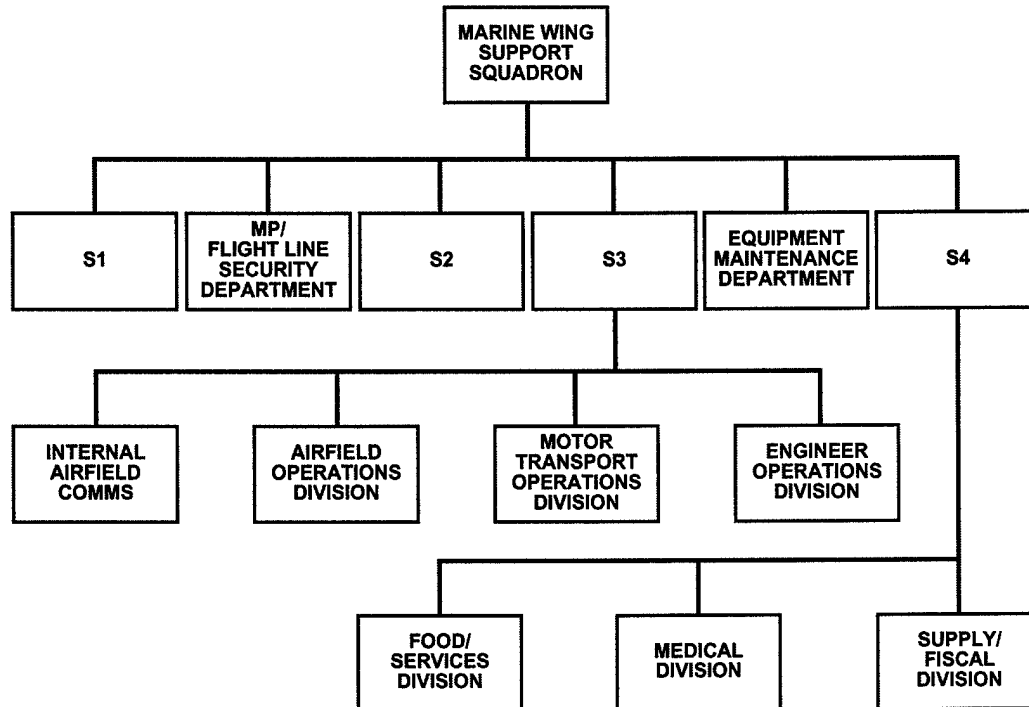 MARINE WING
SUPPORT
SQUADRON
S1
MP/
FLIGHT LINE
SECURITY
DEPARTMENT
S2
S3
EQUIPMENT
MAINTENANCE
DEPARTMENT
S4
INTERNAL
AIRFIELD
COMMS
AIRFIELD
OPERATIONS
DIVISION
MOTOR
TRANSPORT
OPERATIONS
DIVISION
ENGINEER
OPERATIONS
DIVISION
FOOD/
SERVICES
DIVISION
MEDICAL
DIVISION
SUPPLY/
FISCAL
DIVISION